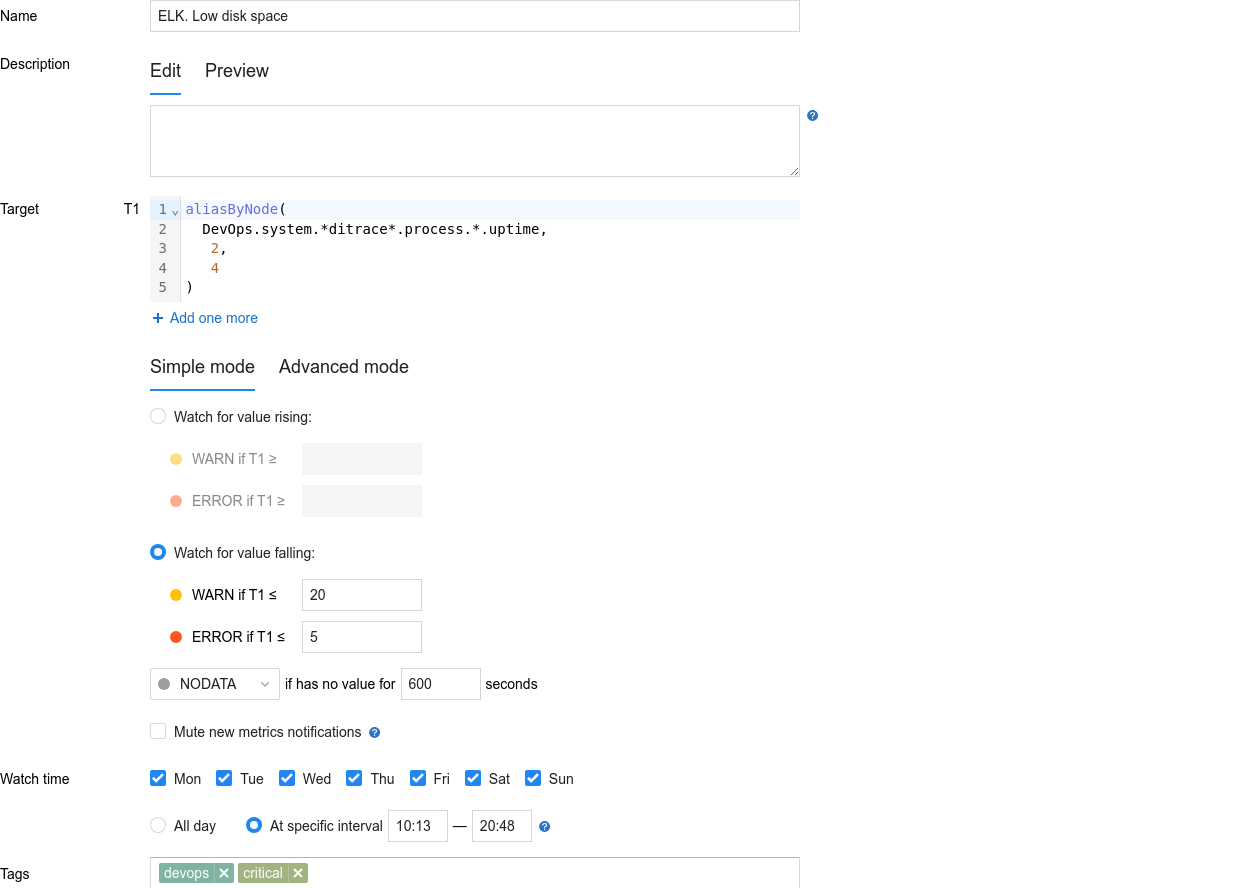 Name ELK. Low disk space
Description Edit Preview
?
Target T1 1 aliasByNode(
2 DevOps.system.*ditrace*.process.*.uptime,
3 2,
4 4
5 )
+ Add one more
Simple mode Advanced mode
Watch for value rising:
WARN if T1 ≥
ERROR if T1 ≥
Watch for value falling:
WARN if T1 ≤ 20
ERROR if T1 ≤ 5
NODATA if has no value for 600 seconds
Mute new metrics notifications ?
Watch time Mon Tue Wed Thu Fri Sat Sun
All day At specific interval 10:13 — 20:48 ?
Tags devops × critical ×